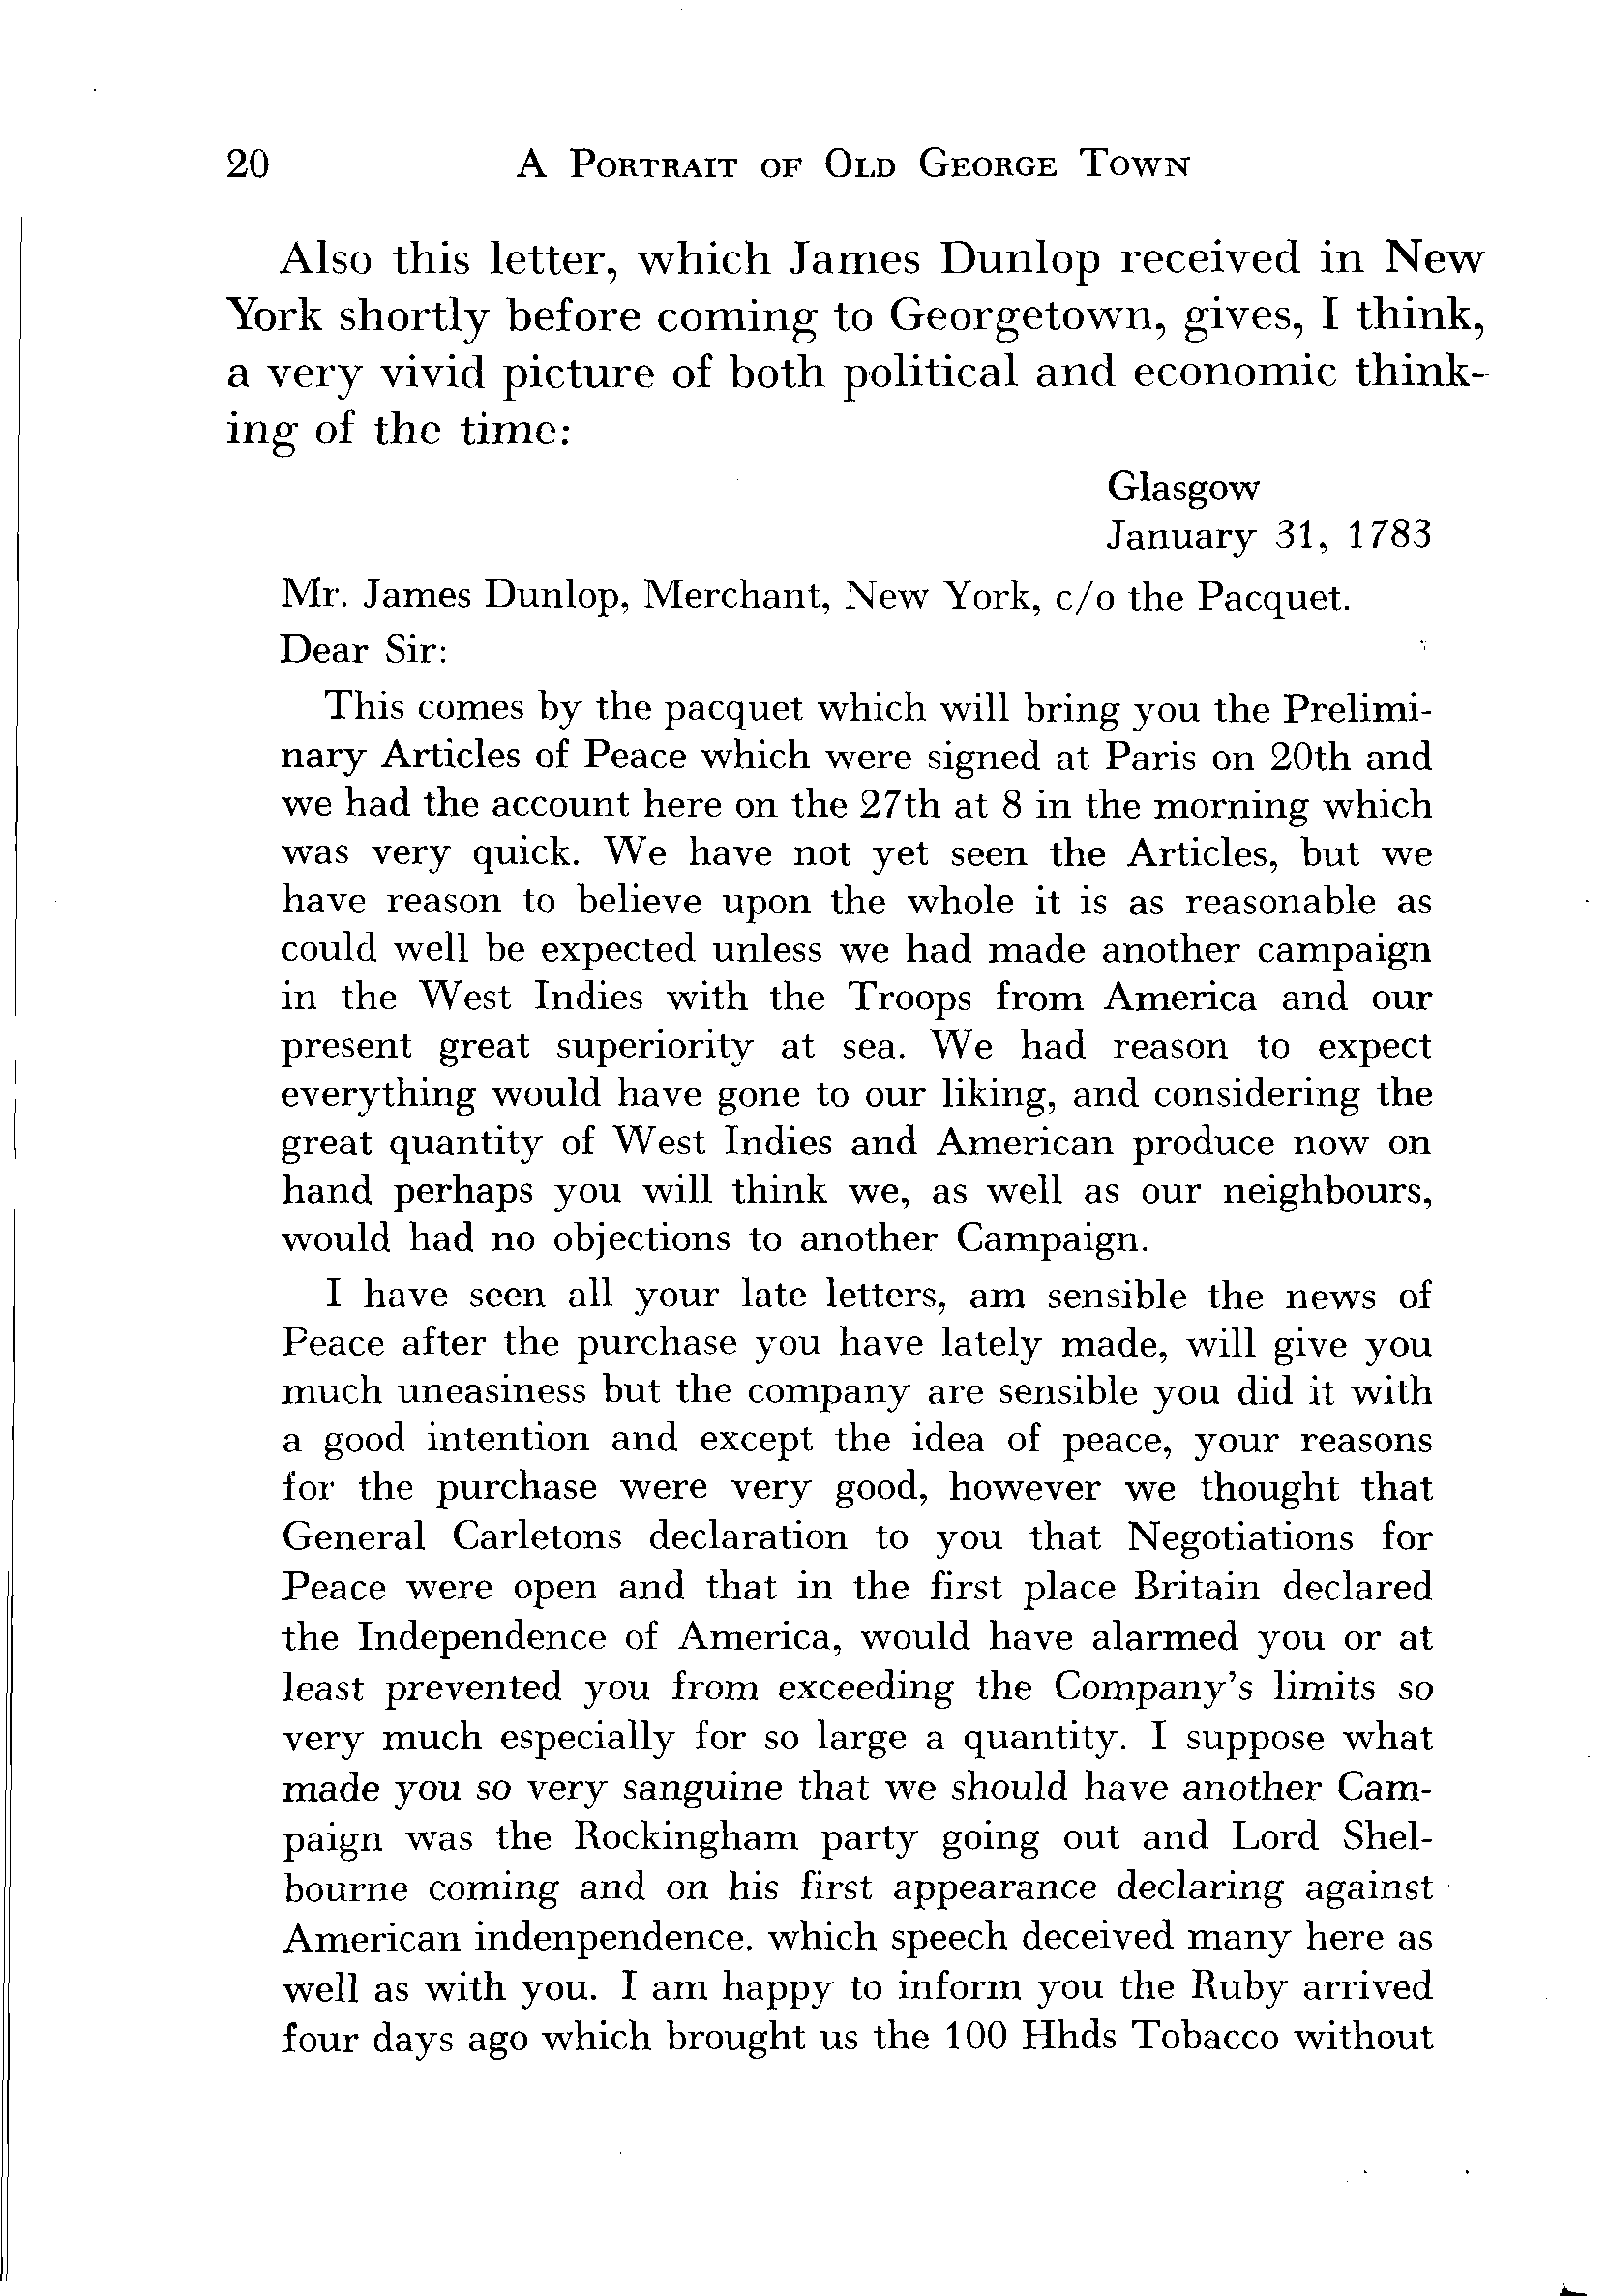 20 A PORTRAIT OF OLD GEORGE TOWN
Also this letter, which James Dunlop received in New
York shortly before coming to Georgetown, gives, I think,
a very vivid picture of both political and economic think-
ing of the time:
Glasgow
January 31, 1783
Mr. James Dunlop, Merchant, New York, c/o the Pacquet.
Dear Sir:
This comes by the pacquet which will bring you the Prelimi-
nary Articles of Peace which were signed at Paris on 20th and
we had the account here on the 27th at 8 in the morning which
was very quick. We have not yet seen the Articles, but we
have reason to believe upon the whole it is as reasonable as
could well be expected unless we had made another campaign
in the West Indies with the Troops from America and our
present great superiority at sea. We had reason to expect
everything would have gone to our liking, and considering the
great quantity of West Indies and American produce now on
hand perhaps you will think we, as well as our neighbours,
would had no objections to another Campaign.
I have seen all your late letters, am sensible the news of
Peace after the purchase you have lately made, will give you
much uneasiness but the company are sensible you did it with
a good intention and except the idea of peace, your reasons
for the purchase were very good, however we thought that
General Carletons declaration to you that Negotiations for
Peace were open and that in the first place Britain declared
the Independence of America, would have alarmed you or at
least prevented you from exceeding the Company's limits so
very much especially for so large a quantity. I suppose what
made you so very sanguine that we should have another Cam-
paign was the Rockingham party going out and Lord Shel-
bourne coming and on his first appearance declaring against
American indenpendence. which speech deceived many here as
well as with you. I am happy to inform you the Ruby arrived
four days ago which brought us the 100 Hhds Tobacco without